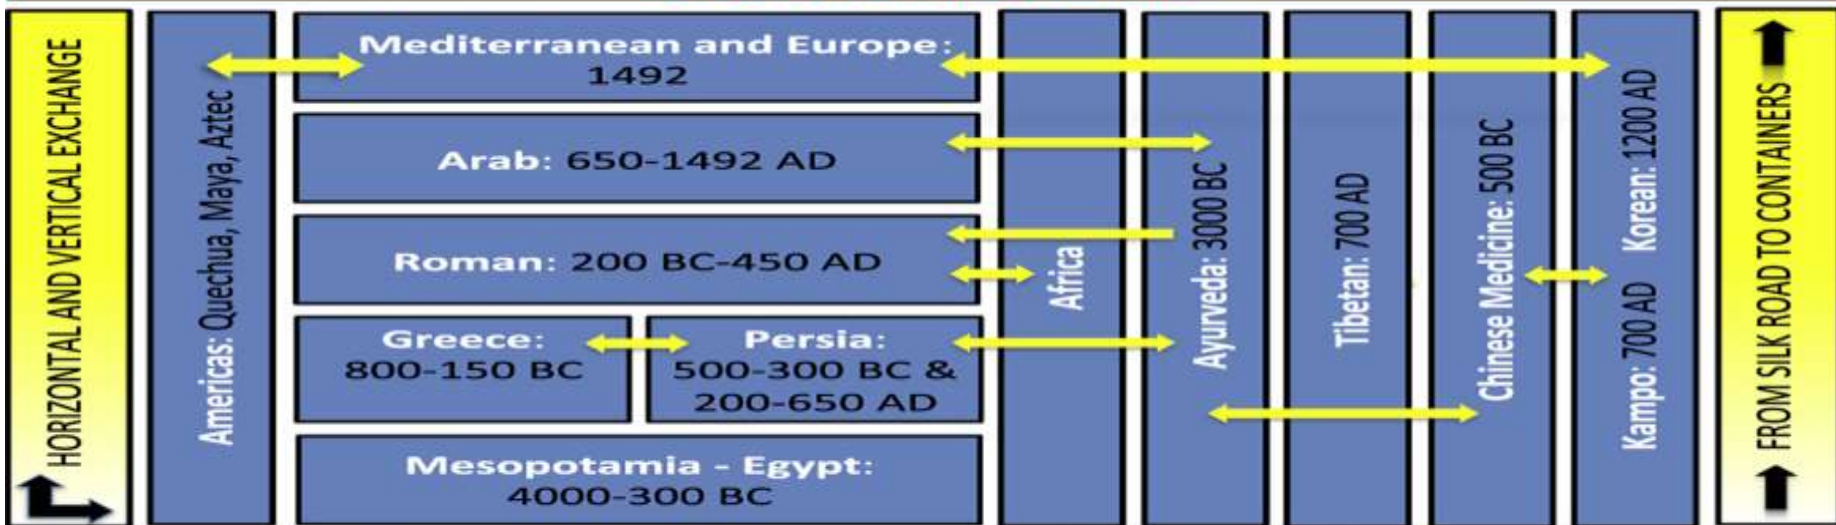 HORIZONTAL AND VERTICAL EXCHANGE
Americas: Quechua, Maya, Aztec
Mediterranean and Europe:
1492
Arab: 650-1492 AD
Roman: 200 BC-450 AD
Greece:
800-150 BC
Persia:
500-300 BC &
200-650 AD
Mesopotamia - Egypt:
4000-300 BC
Africa
Ayurveda: 3000 BC
Tibetan: 700 AD
Chinese Medicine: 500 BC
Kampo: 700 AD Korean: 1200 AD
FROM SILK ROAD TO CONTAINERS